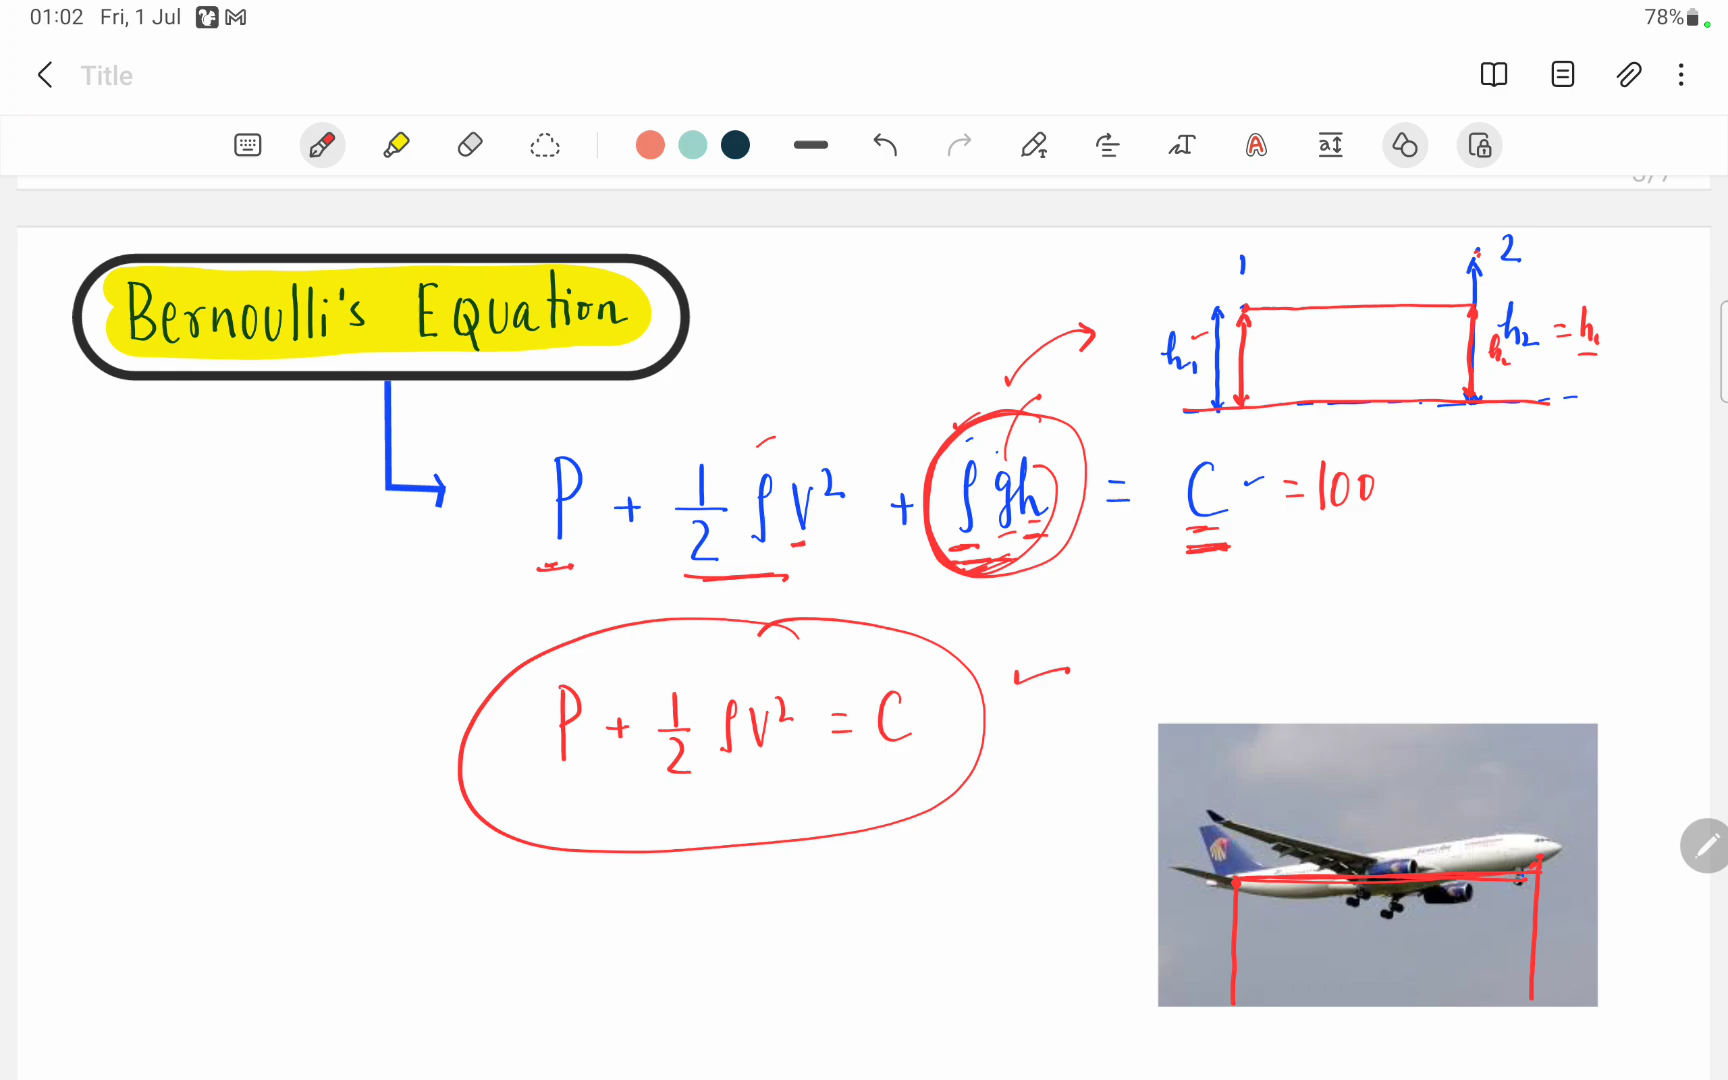 01:02 Fri, 1 Jul
78%
Title
Bernoulli's Equation
1
2
h₁
h₂ = h₁
h₂
P + 1/2 ρv² + ρgh = C = 100
P + 1/2 ρV² = C